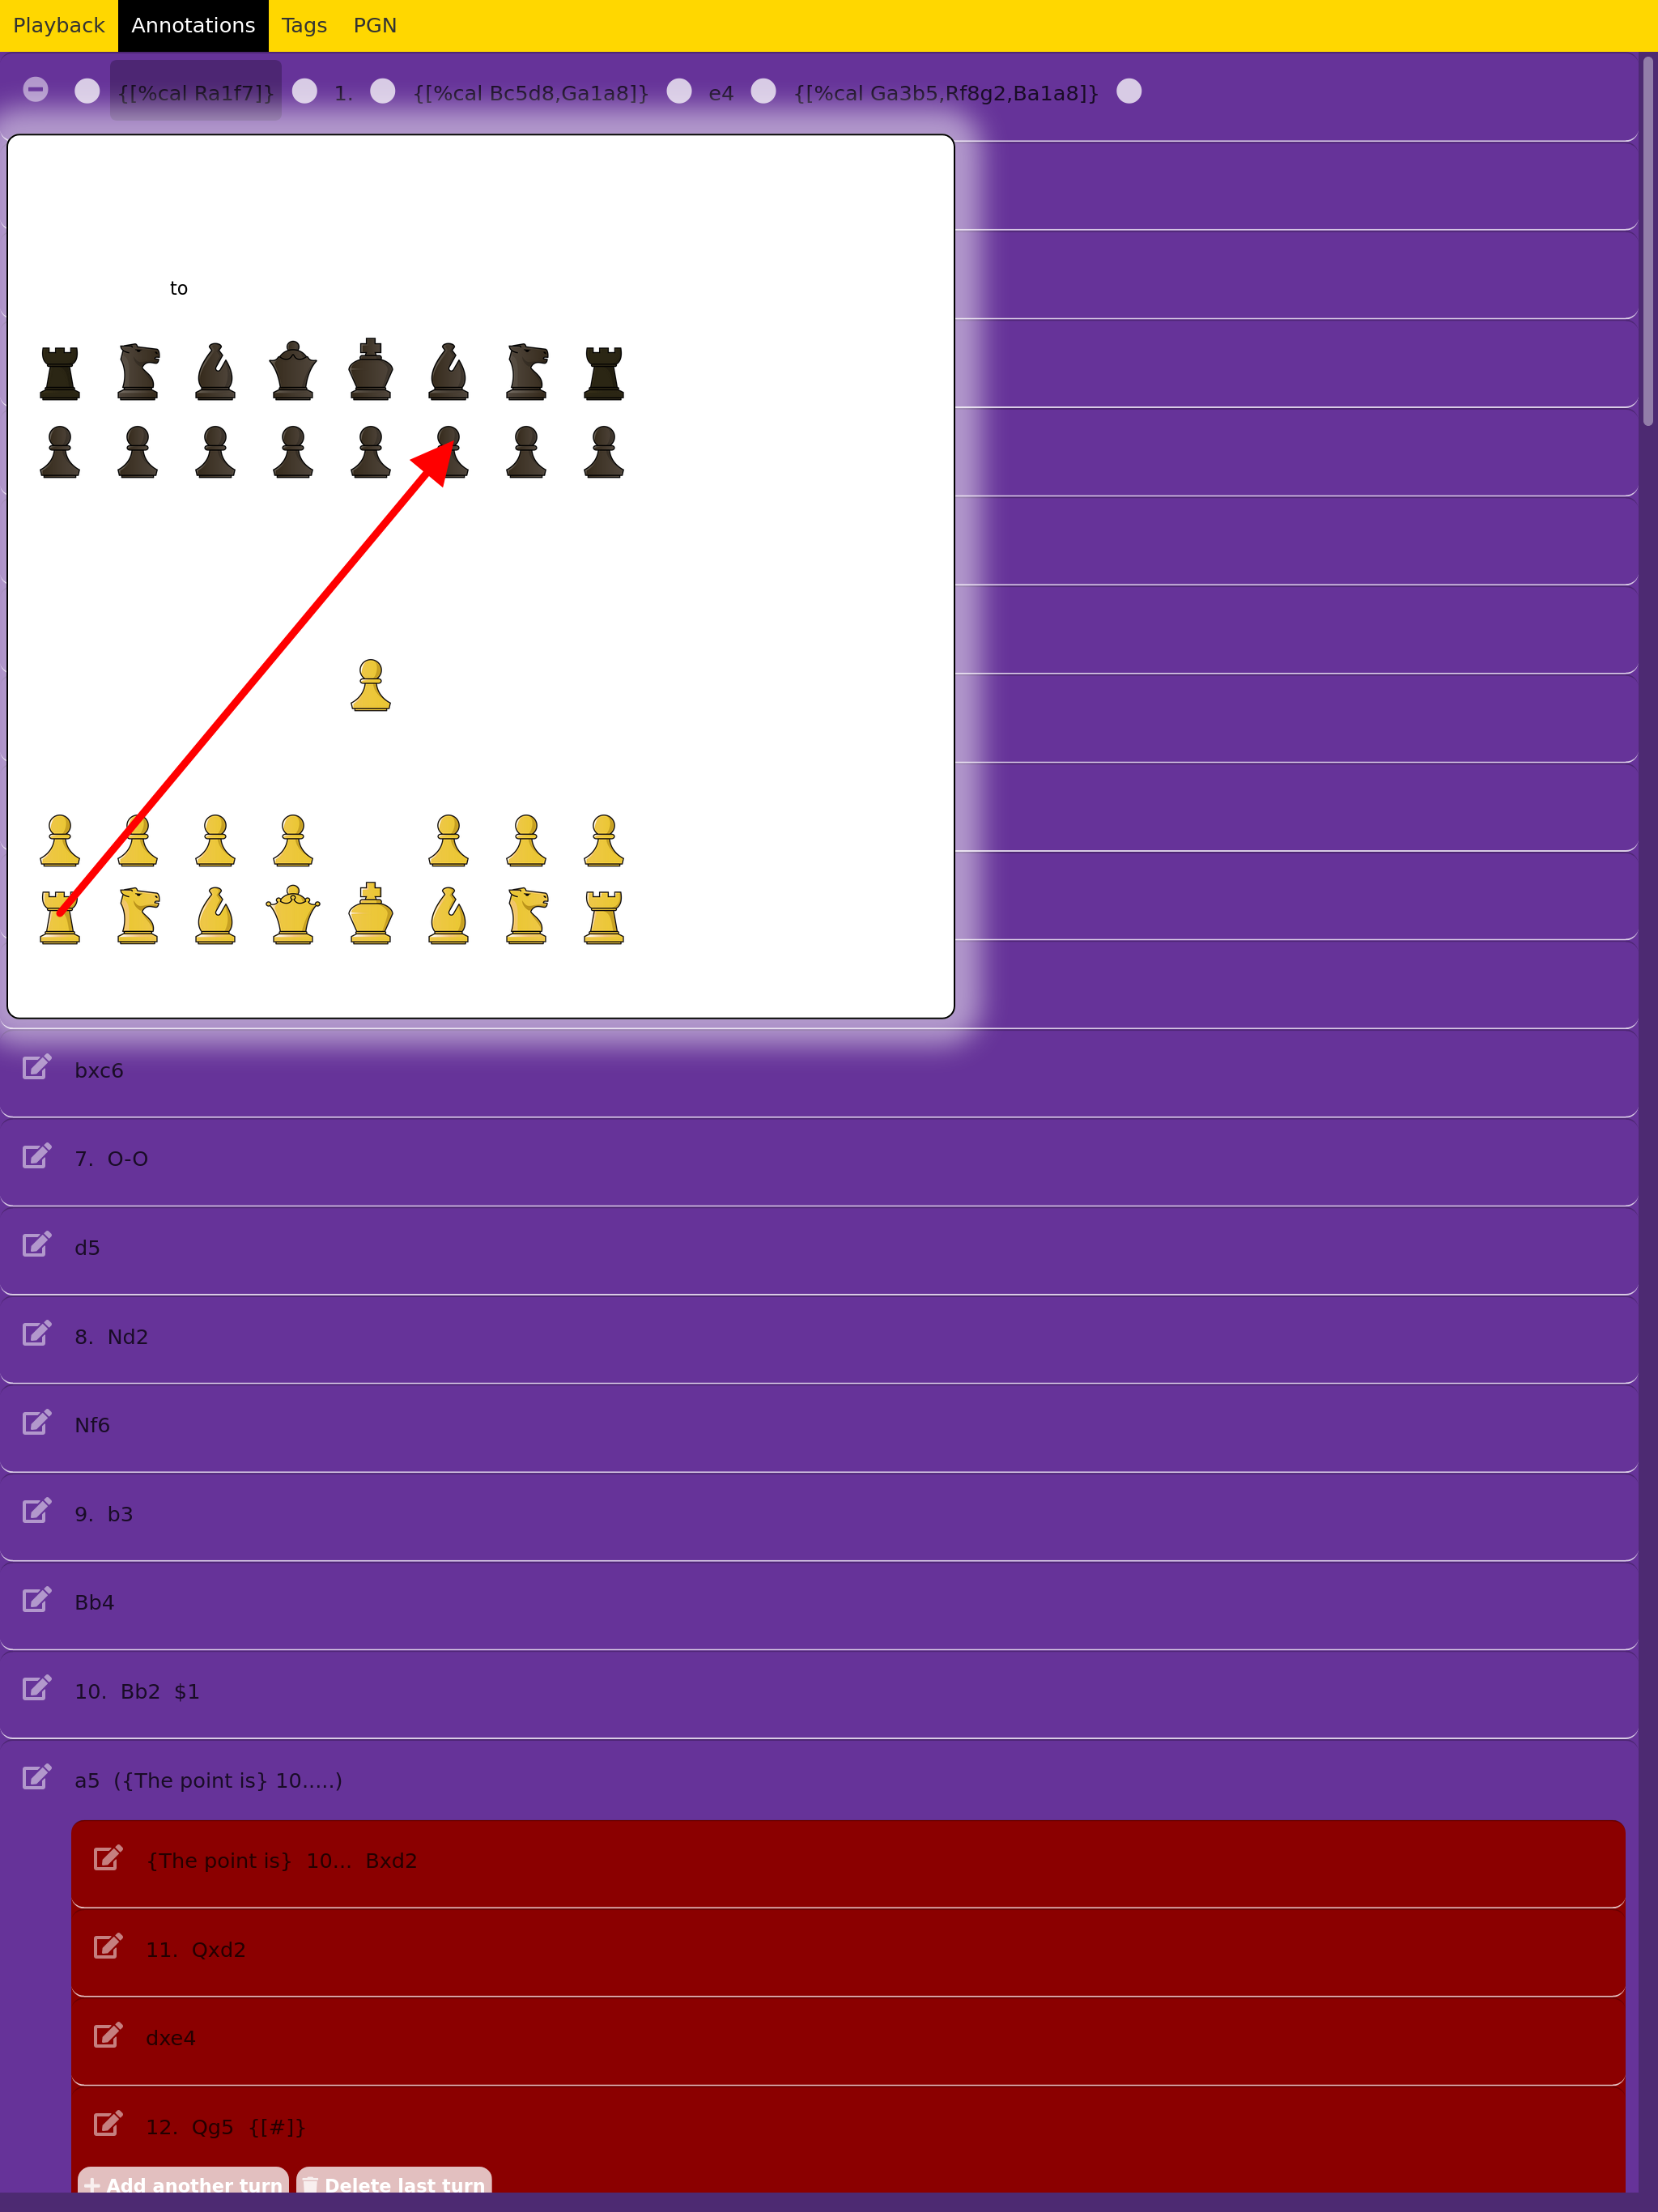 Playback Annotations Tags PGN
{[%cal Ra1f7]} 1. {[%cal Bc5d8,Ga1a8]} e4 {[%cal Ga3b5,Rf8g2,Ba1a8]}
to
bxc6
7. O-O
d5
8. Nd2
Nf6
9. b3
Bb4
10. Bb2 $1
a5 ({The point is} 10.....)
{The point is} 10... Bxd2
11. Qxd2
dxe4
12. Qg5 {[#]}
Add another turn Delete last turn